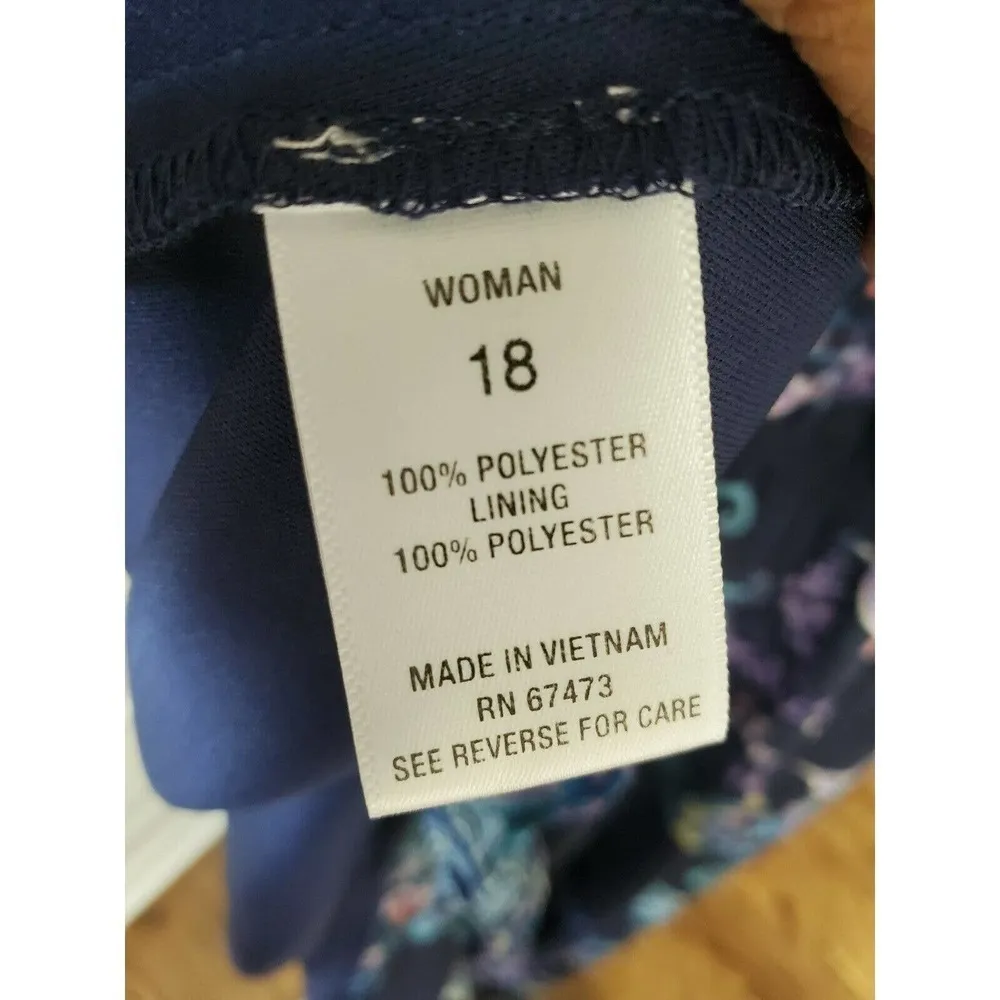 WOMAN
18
100% POLYESTER
LINING
100% POLYESTER
MADE IN VIETNAM
RN 67473
SEE REVERSE FOR CARE